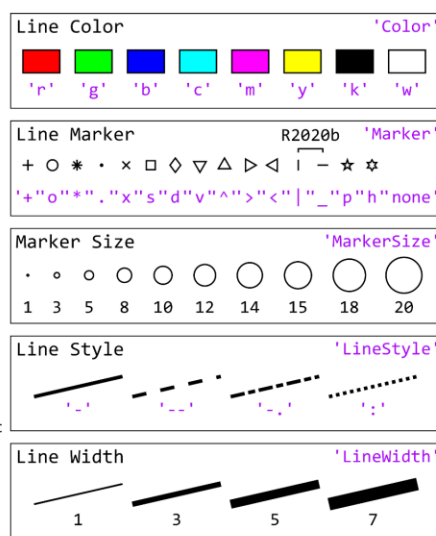 Line Color 'Color'
'r' 'g' 'b' 'c' 'm' 'y' 'k' 'w'
Line Marker R2020b 'Marker'
'+''o''*''.''x''s''d''v''^''>''<''|''_''p''h'none'
Marker Size 'MarkerSize'
1 3 5 8 10 12 14 15 18 20
Line Style 'LineStyle'
'-' '--' '-.' ':'
Line Width 'LineWidth'
1 3 5 7